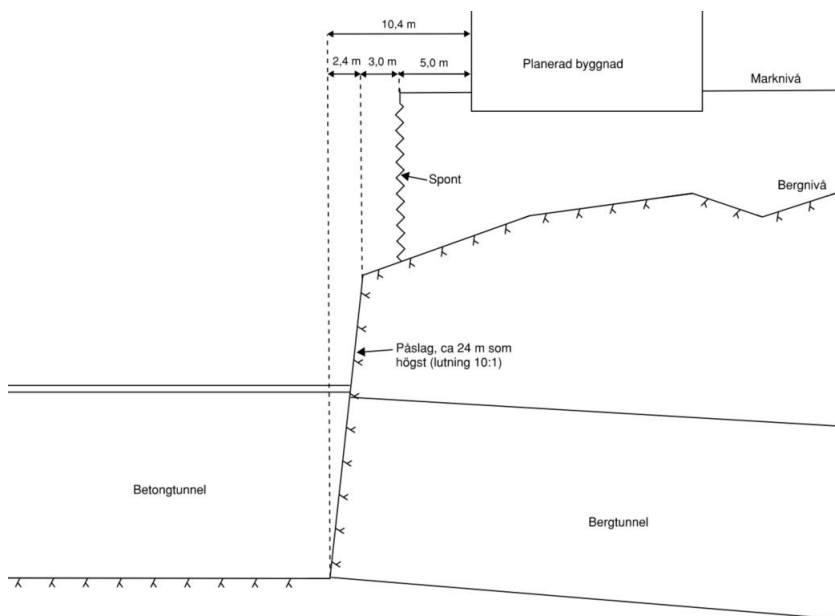 10,4 m
2,4 m
3,0 m
5,0 m
Planerad byggnad
Marknivå
Spont
Bergnivå
Påslag, ca 24 m som
högst (lutning 10:1)
Betongtunnel
Bergtunnel